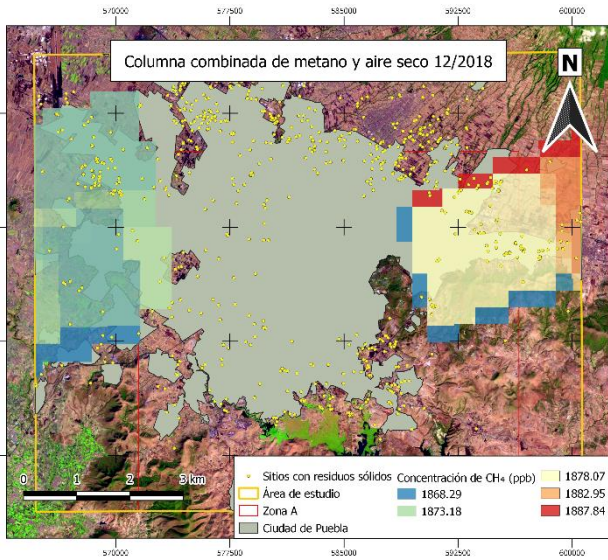 570000 577500 585000 592500 600000
Columna combinada de metano y aire seco 12/2018
N
0 1 2 3 km
Sitios con residuos sólidos
Área de estudio
Zona A
Ciudad de Puebla
Concentración de CH₄ (ppb)
1868.29
1873.18
1878.07
1882.95
1887.84
570000 577500 585000 592500 600000